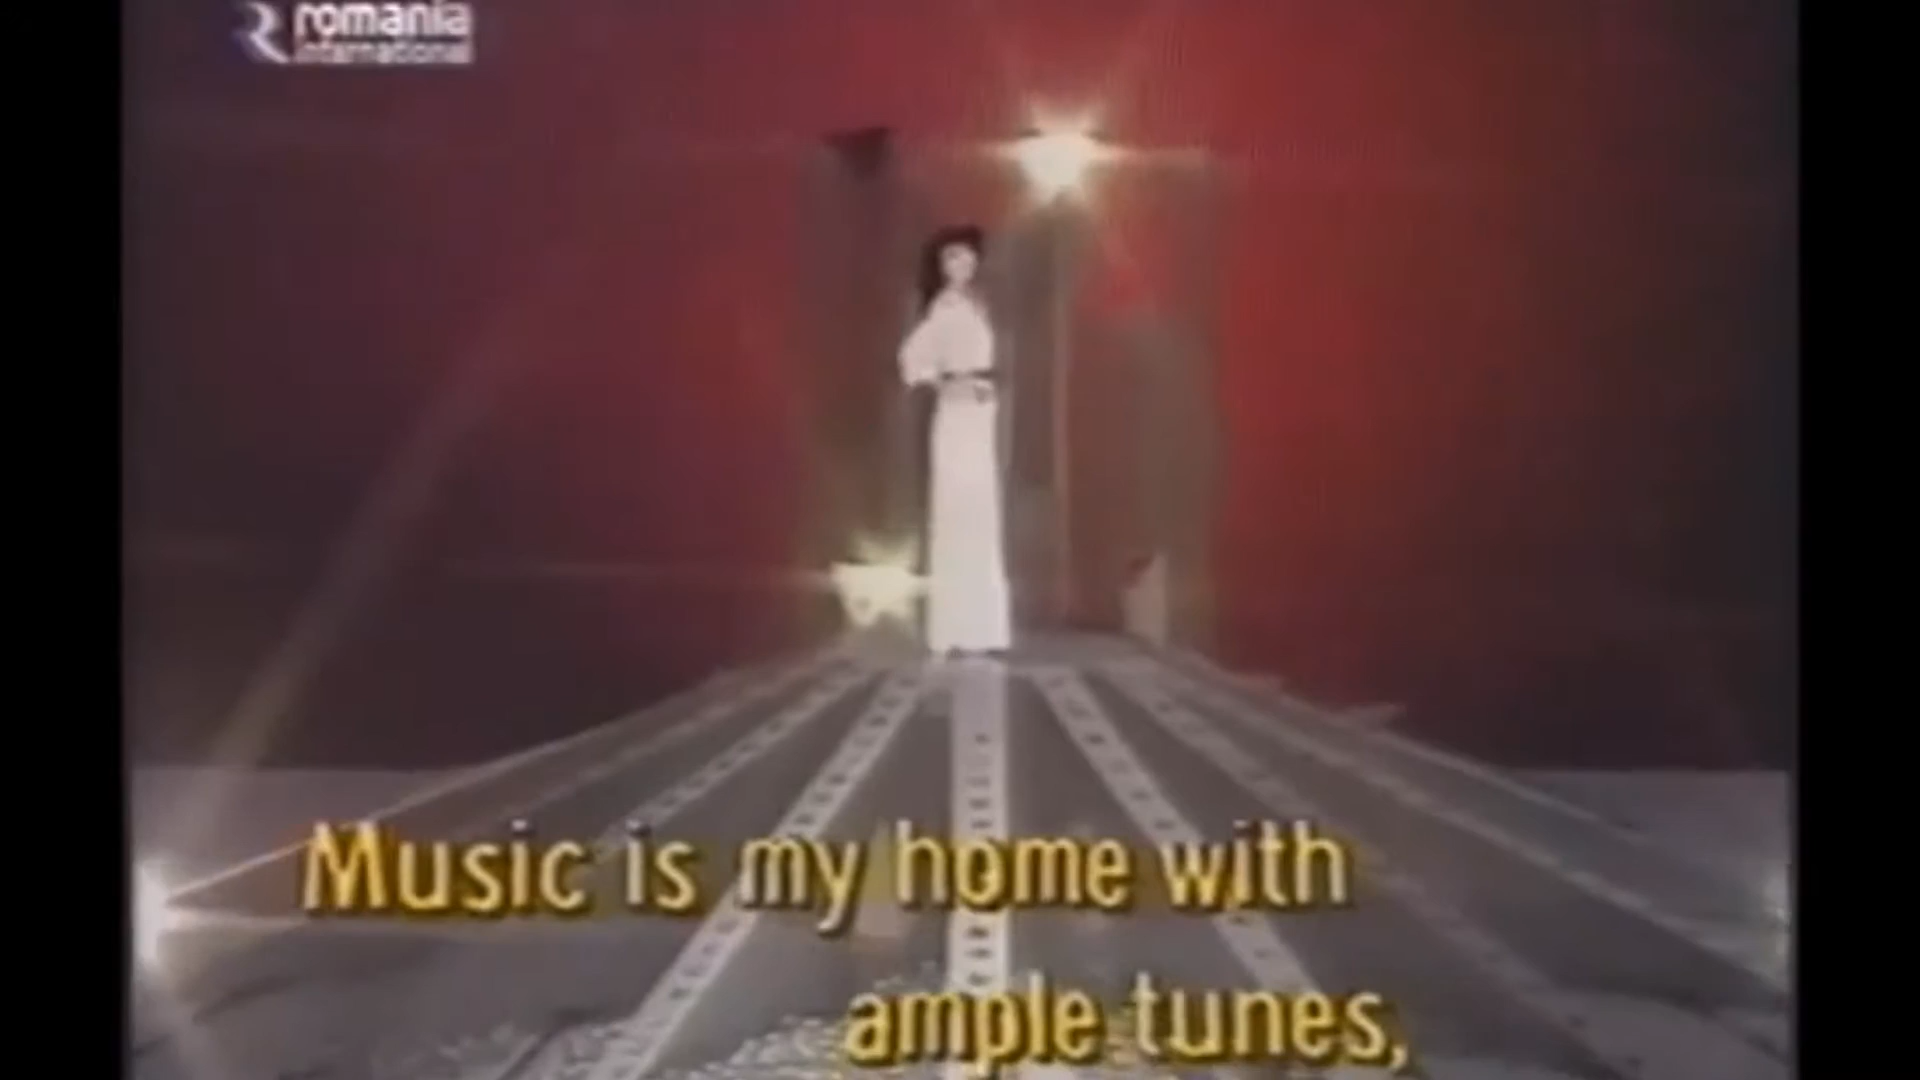 romania
international
Music is my home with
ample tunes,